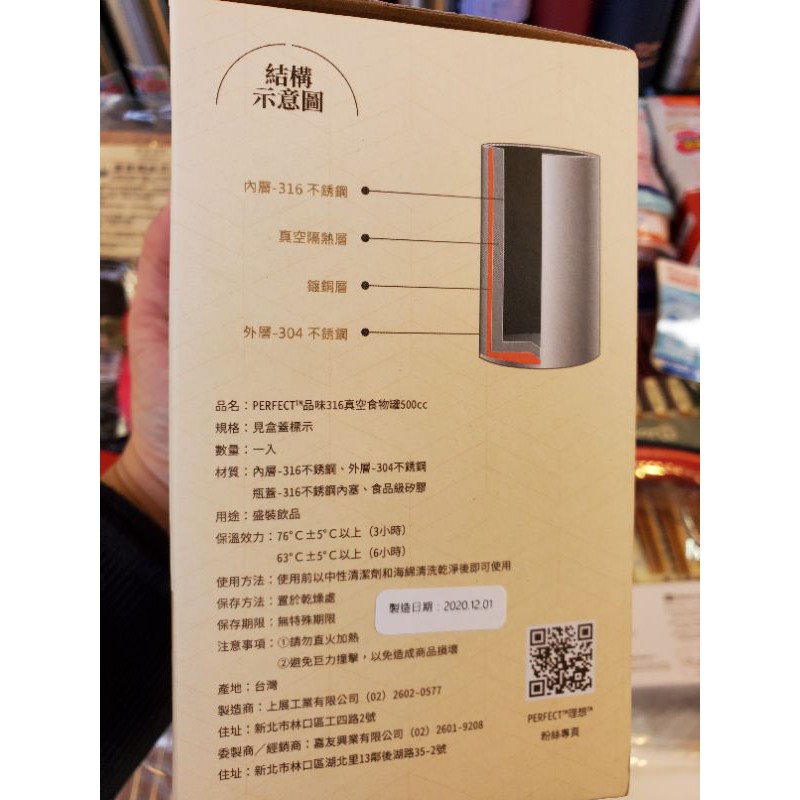 結構
示意圖
內層-316 不銹鋼
真空隔熱層
鍍銅層
外層-304 不銹鋼
品名：PERFECT™品味316真空食物罐500cc
規格：見盒蓋標示
數量：一入
材質：內層-316不銹鋼、外層-304不銹鋼
瓶蓋-316不銹鋼內塞、食品級矽膠
用途：盛裝飲品
保溫效力：76°C±5°C以上（3小時）
63°C±5°C以上（6小時）
使用方法：使用前以中性清潔劑和海綿清洗乾淨後即可使用
保存方法：置於乾燥處
保存期限：無特殊期限
製造日期：2020.12.01
注意事項：①請勿直火加熱
②避免巨力撞擊，以免造成商品損壞
產地：台灣
製造商：上展工業有限公司（02）2602-0577
住址：新北市林口區工四路2號
委製商／經銷商：嘉友興業有限公司（02）2601-9208
住址：新北市林口區湖北里13鄰後湖路35-2號
PERFECT™理想™
粉絲專頁